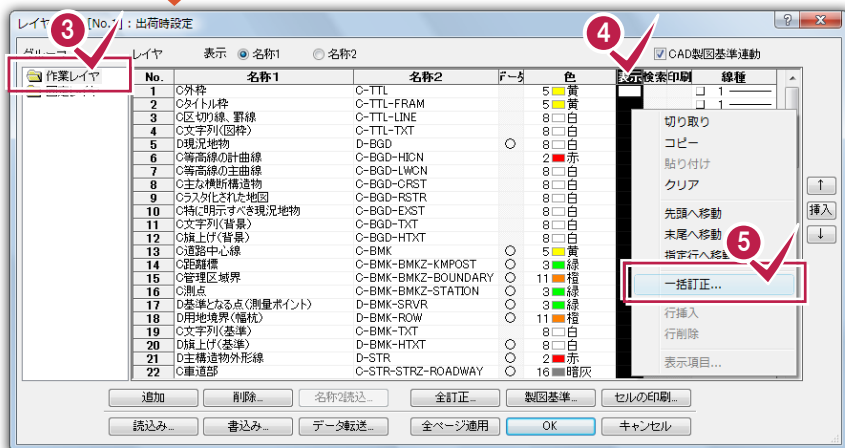 レイヤ [No.1]：出荷時設定
3
4
レイヤ 表示 名称1 名称2 CAD製図基準連動
作業レイヤ
No. 名称1 名称2 データ 色 表示 検索 印刷 線種
1 C外枠 C-TTL 5 黄 1
2 Cタイトル枠 C-TTL-FRAM 5 黄 1
3 C区切り線、罫線 C-TTL-LINE 8 白
4 C文字列(図枠) C-TTL-TXT 8 白
5 D現況地物 D-BGD ○ 8 白
6 C等高線の計曲線 C-BGD-HICN 2 赤
7 C等高線の主曲線 C-BGD-LWCN 8 白
8 C主な横断構造物 C-BGD-CRST 8 白
9 Cラスタ化された地図 C-BGD-RSTR 8 白
10 C特に明示すべき現況地物 C-BGD-EXST 8 白
11 C文字列(背景) C-BGD-TXT 8 白
12 C旗上げ(背景) C-BGD-HTXT 8 白
13 C道路中心線 C-BMK ○ 5 黄
14 C距離標 C-BMK-BMKZ-KMPOST ○ 3 緑
15 C管理区域界 C-BMK-BMKZ-BOUNDARY ○ 11 橙
16 C測点 C-BMK-BMKZ-STATION ○ 3 緑
17 D基準となる点(測量ポイント) D-BMK-SRVR ○ 3 緑
18 D用地境界(幅杭) D-BMK-ROW ○ 11 橙
19 C文字列(基準) C-BMK-TXT 8 白
20 D旗上げ(基準) D-BMK-HTXT ○ 8 白
21 D主構造物外形線 D-STR ○ 2 赤
22 C車道部 C-STR-STRZ-ROADWAY ○ 16 暗灰
切り取り
コピー
貼り付け
クリア
先頭へ移動
末尾へ移動
5
一括訂正...
行挿入
行削除
表示項目...
↑
挿入
↓
追加 削除... 名称2読込... 全訂正... 製図基準... セルの印刷...
読込み... 書込み... データ転送... 全ページ適用 OK キャンセル